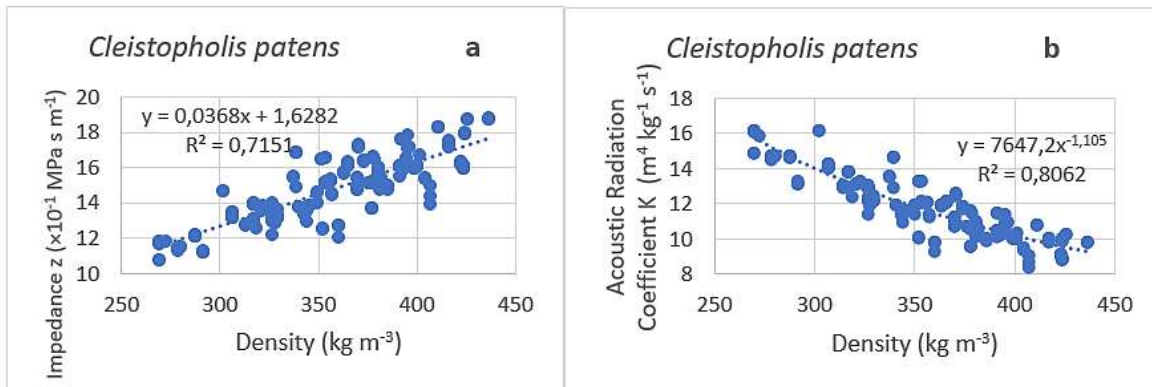 Cleistopholis patens a
Impedance z (×10⁻¹ MPa s m⁻¹)
20
18
16
14
12
10
y = 0,0368x + 1,6282
R² = 0,7151
250 300 350 400 450
Density (kg m⁻³)
Cleistopholis patens b
Acoustic Radiation
Coefficient K (m⁴ kg⁻¹ s⁻¹)
18
16
14
12
10
8
y = 7647,2x⁻¹,¹⁰⁵
R² = 0,8062
250 300 350 400 450
Density (kg m⁻³)